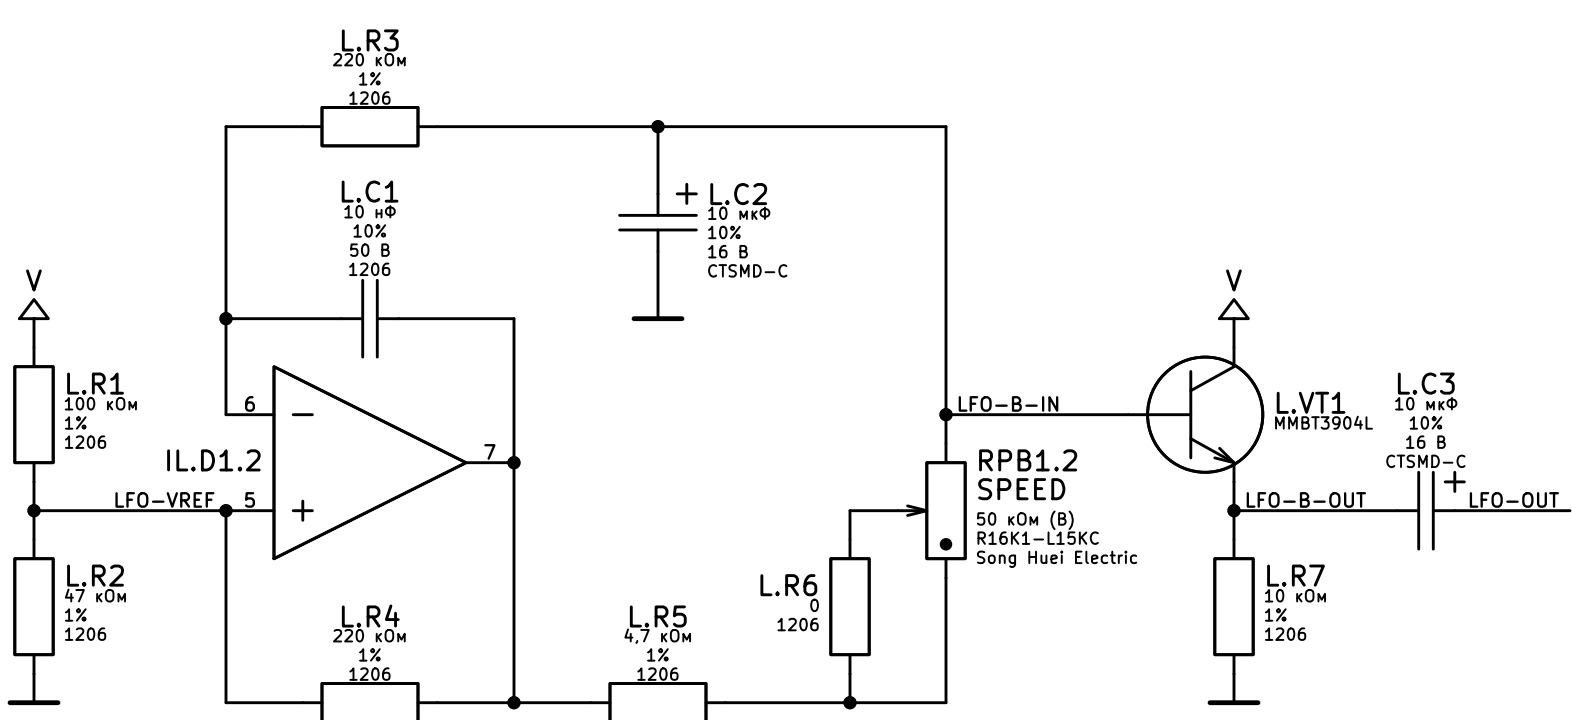 L.R3
220 кОм
1%
1206
L.C1
10 нФ
10%
50 В
1206
+
L.C2
10 мкФ
10%
16 В
CTSMD-C
V
L.R1
100 кОм
1%
1206
LFO-VREF
L.R2
47 кОм
1%
1206
6
−
IL.D1.2
7
5
+
L.R4
220 кОм
1%
1206
L.R5
4,7 кОм
1%
1206
L.R6
0
1206
LFO-B-IN
RPB1.2
SPEED
50 кОм (В)
R16K1-L15KC
Song Huei Electric
V
L.VT1
MMBT3904L
L.C3
10 мкФ
10%
16 В
CTSMD-C
+
LFO-B-OUT
LFO-OUT
L.R7
10 кОм
1%
1206